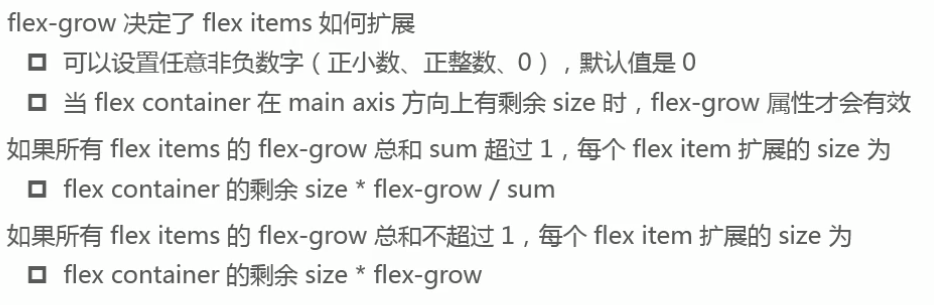 flex-grow 决定了 flex items 如何扩展
可以设置任意非负数字（正小数、正整数、0），默认值是 0
当 flex container 在 main axis 方向上有剩余 size 时，flex-grow 属性才会有效
如果所有 flex items 的 flex-grow 总和 sum 超过 1，每个 flex item 扩展的 size 为
flex container 的剩余 size * flex-grow / sum
如果所有 flex items 的 flex-grow 总和不超过 1，每个 flex item 扩展的 size 为
flex container 的剩余 size * flex-grow